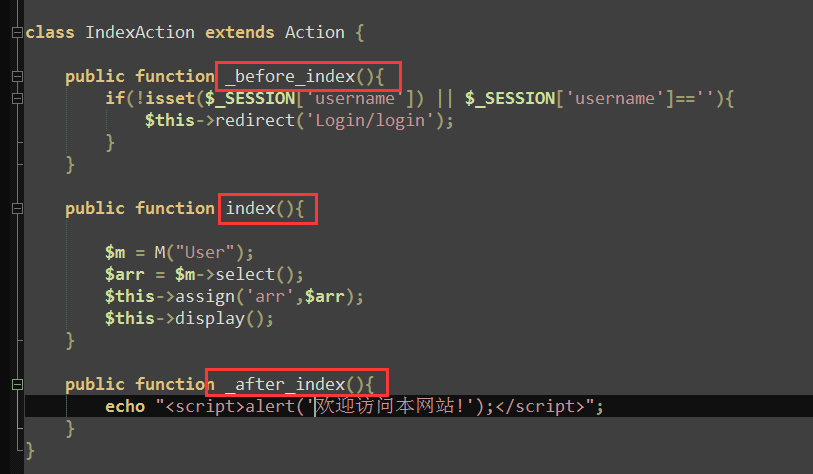 class IndexAction extends Action {
public function _before_index(){
if(!isset($_SESSION['username']) || $_SESSION['username']==''){
$this->redirect('Login/login');
}
}
public function index(){
$m = M("User");
$arr = $m->select();
$this->assign('arr',$arr);
$this->display();
}
public function _after_index(){
echo "<script>alert('欢迎访问本网站!');</script>";
}
}